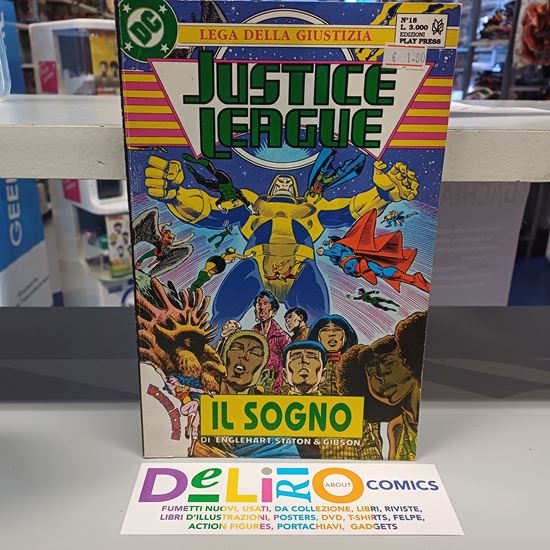 DC
LEGA DELLA GIUSTIZIA
N°18
L. 3.000
EDIZIONI
PLAY PRESS
€ 1.80
JUSTICE
LEAGUE
IL SOGNO
DI ENGLEHART, STATON & GIBSON
DeLiRiO ABOUT COMICS
FUMETTI NUOVI, USATI, DA COLLEZIONE, LIBRI, RIVISTE,
LIBRI D'ILLUSTRAZIONI, POSTERS, DVD, T-SHIRTS, FELPE,
ACTION FIGURES, PORTACHIAVI, GADGETS